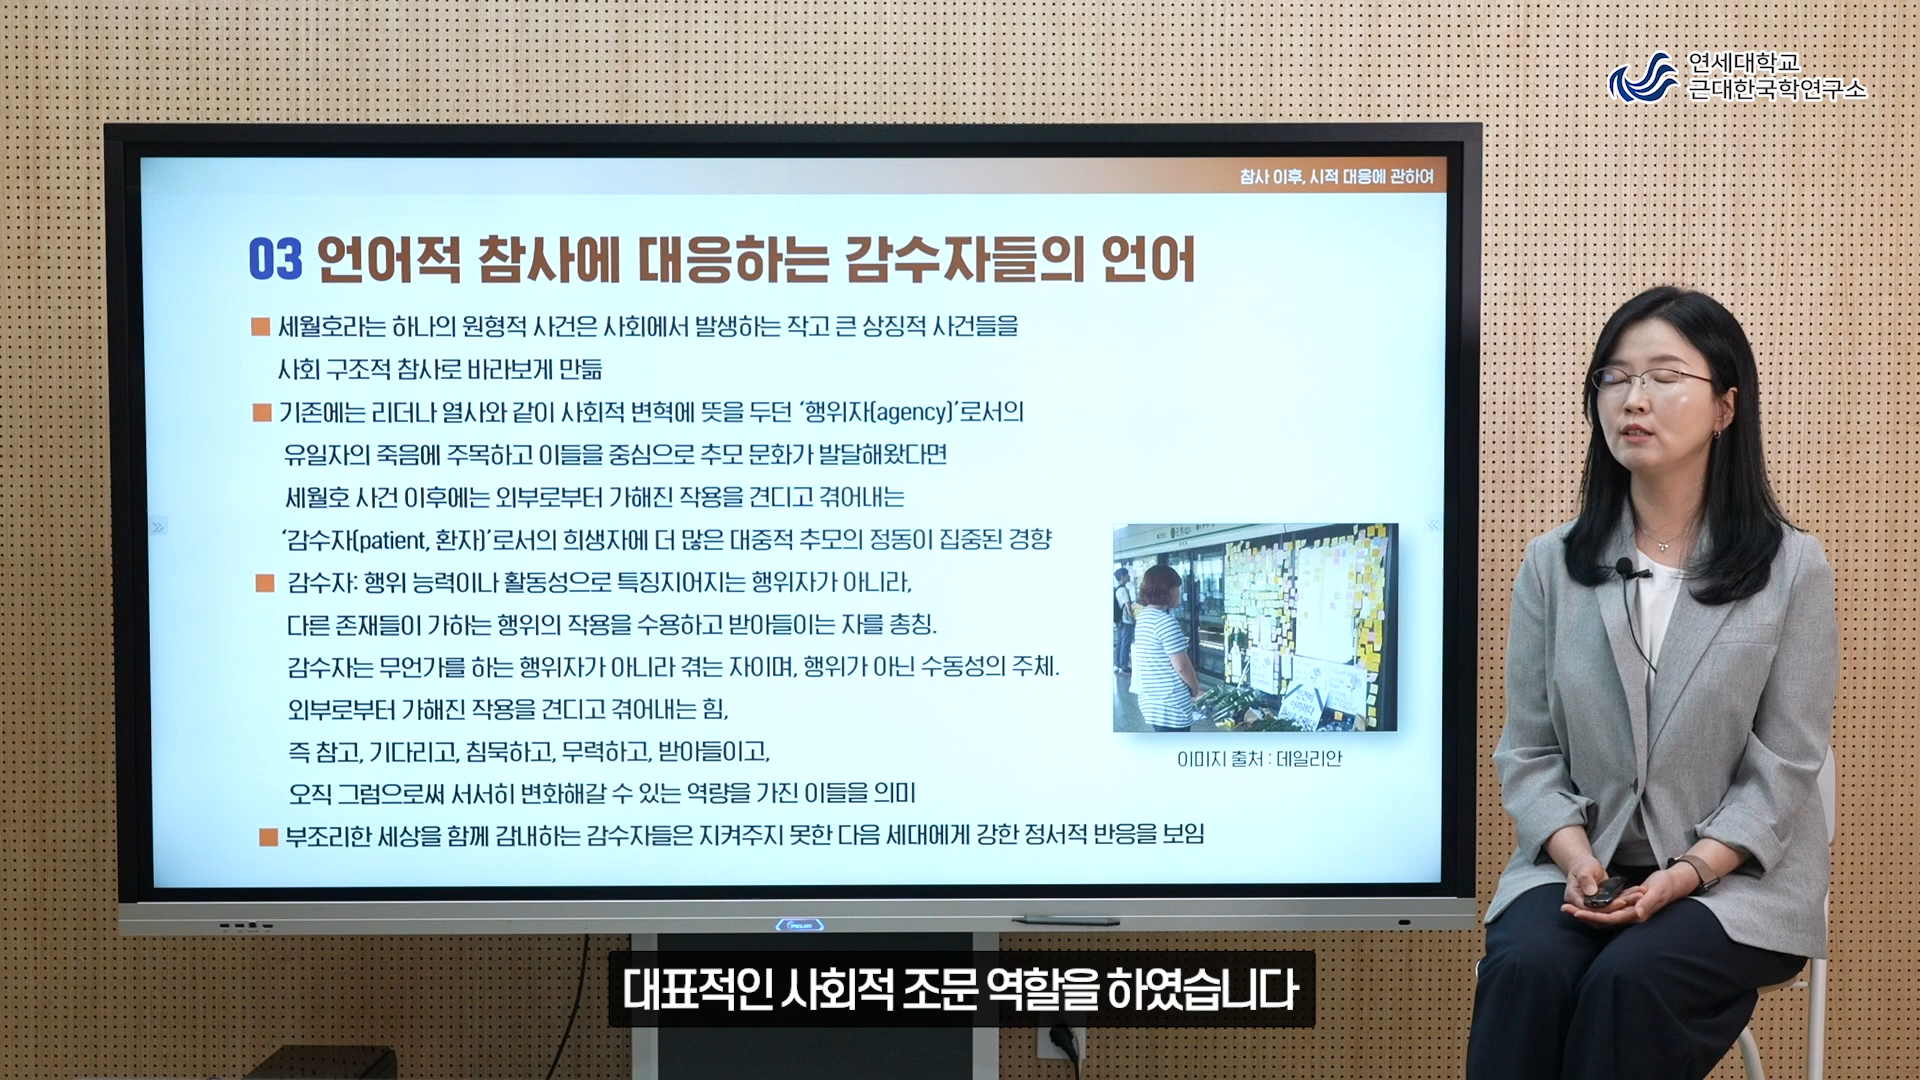 연세대학교
근대한국학연구소
참사 이후, 시적 대응에 관하여
03 언어적 참사에 대응하는 감수자들의 언어
세월호라는 하나의 원형적 사건은 사회에서 발생하는 작고 큰 상징적 사건들을
사회 구조적 참사로 바라보게 만듦
기존에는 리더나 열사와 같이 사회적 변혁에 뜻을 두던 ‘행위자(agency)’로서의
유일자의 죽음에 주목하고 이들을 중심으로 추모 문화가 발달해왔다면
세월호 사건 이후에는 외부로부터 가해진 작용을 견디고 겪어내는
‘감수자(patient, 환자)’로서의 희생자에 더 많은 대중적 추모의 정동이 집중된 경향
감수자: 행위 능력이나 활동성으로 특징지어지는 행위자가 아니라,
다른 존재들이 가하는 행위의 작용을 수용하고 받아들이는 자를 총칭.
감수자는 무언가를 하는 행위자가 아니라 겪는 자이며, 행위가 아닌 수동성의 주체.
외부로부터 가해진 작용을 견디고 겪어내는 힘,
즉 참고, 기다리고, 침묵하고, 무력하고, 받아들이고,
오직 그럼으로써 서서히 변화해갈 수 있는 역량을 가진 이들을 의미
부조리한 세상을 함께 감내하는 감수자들은 지켜주지 못한 다음 세대에게 강한 정서적 반응을 보임
이미지 출처 : 데일리안
대표적인 사회적 조문 역할을 하였습니다